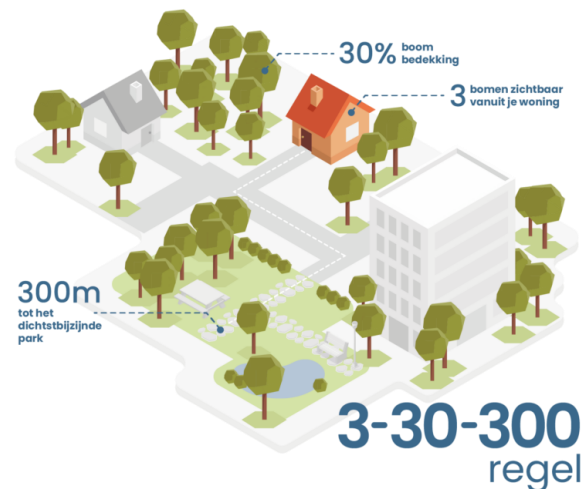 30% boom
bedekking
3 bomen zichtbaar
vanuit je woning
300m
tot het
dichtstbijzijnde
park
3-30-300
regel